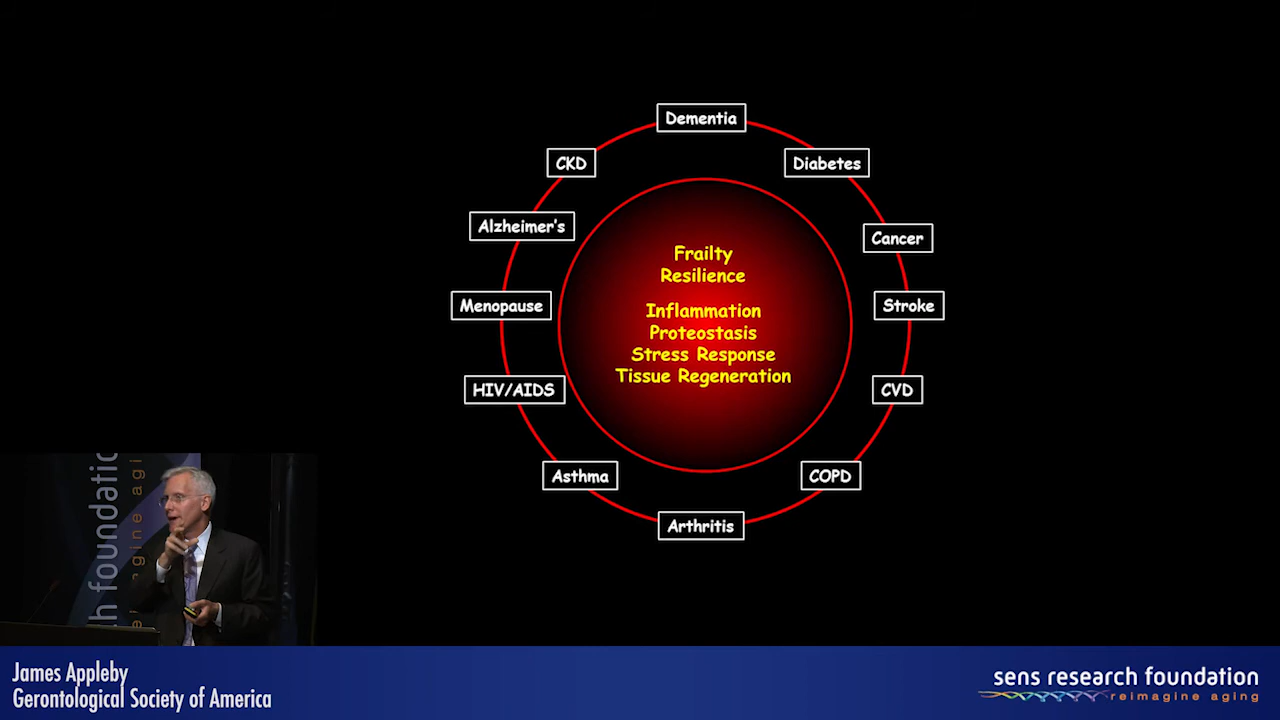 Dementia
CKD
Diabetes
Alzheimer's
Cancer
Menopause
Stroke
HIV/AIDS
CVD
Asthma
COPD
Arthritis
Frailty
Resilience
Inflammation
Proteostasis
Stress Response
Tissue Regeneration
h foundation
James Appleby
Gerontological Society of America
sens research foundation
reimagine aging